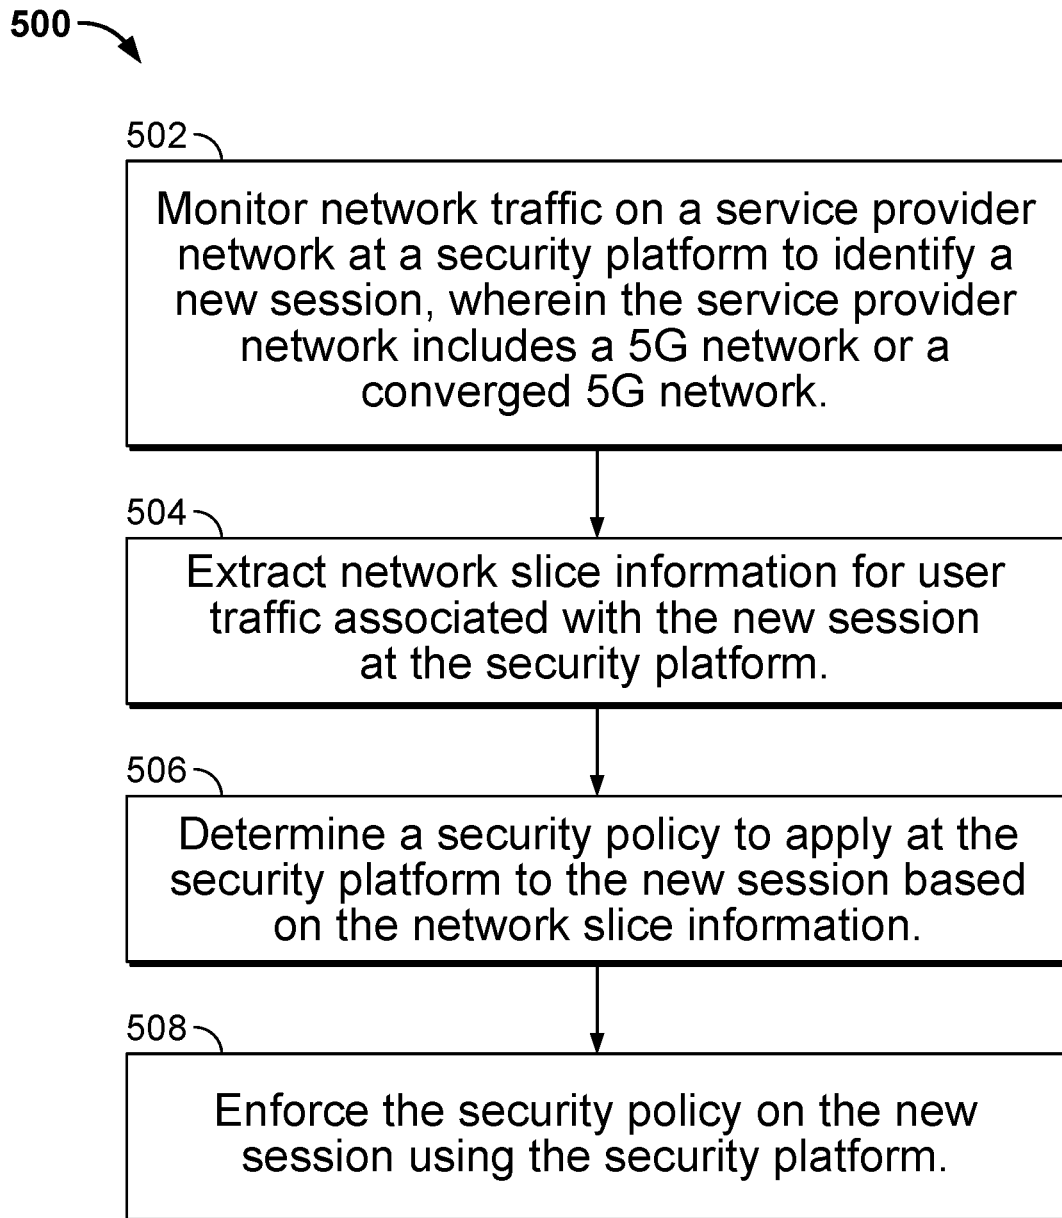 500
502
Monitor network traffic on a service provider
network at a security platform to identify a
new session, wherein the service provider
network includes a 5G network or a
converged 5G network.
504
Extract network slice information for user
traffic associated with the new session
at the security platform.
506
Determine a security policy to apply at the
security platform to the new session based
on the network slice information.
508
Enforce the security policy on the new
session using the security platform.